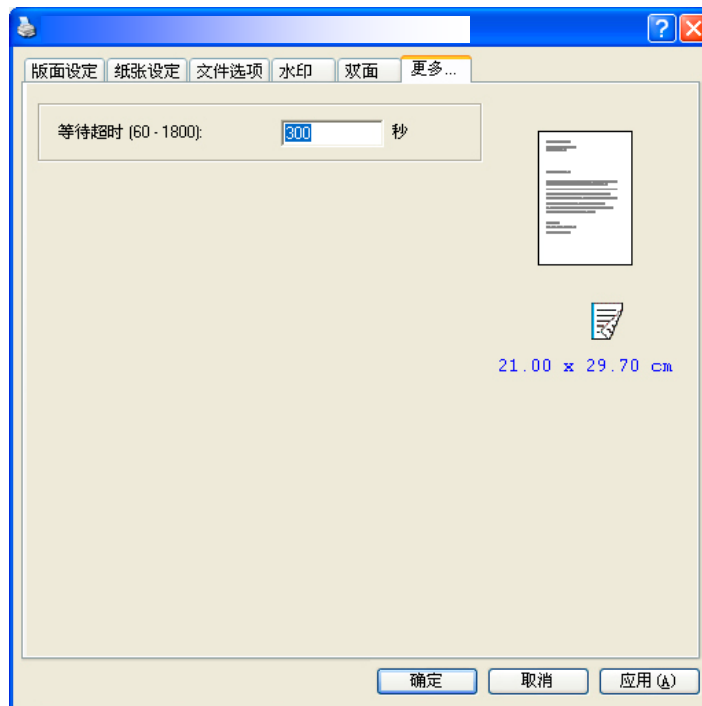 版面设定 纸张设定 文件选项 水印 双面 更多...
等待超时 (60 - 1800): 300 秒
21.00 x 29.70 cm
确定 取消 应用(A)